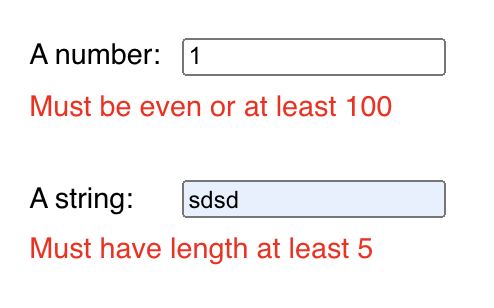 A number: 1
Must be even or at least 100
A string: sdsd
Must have length at least 5